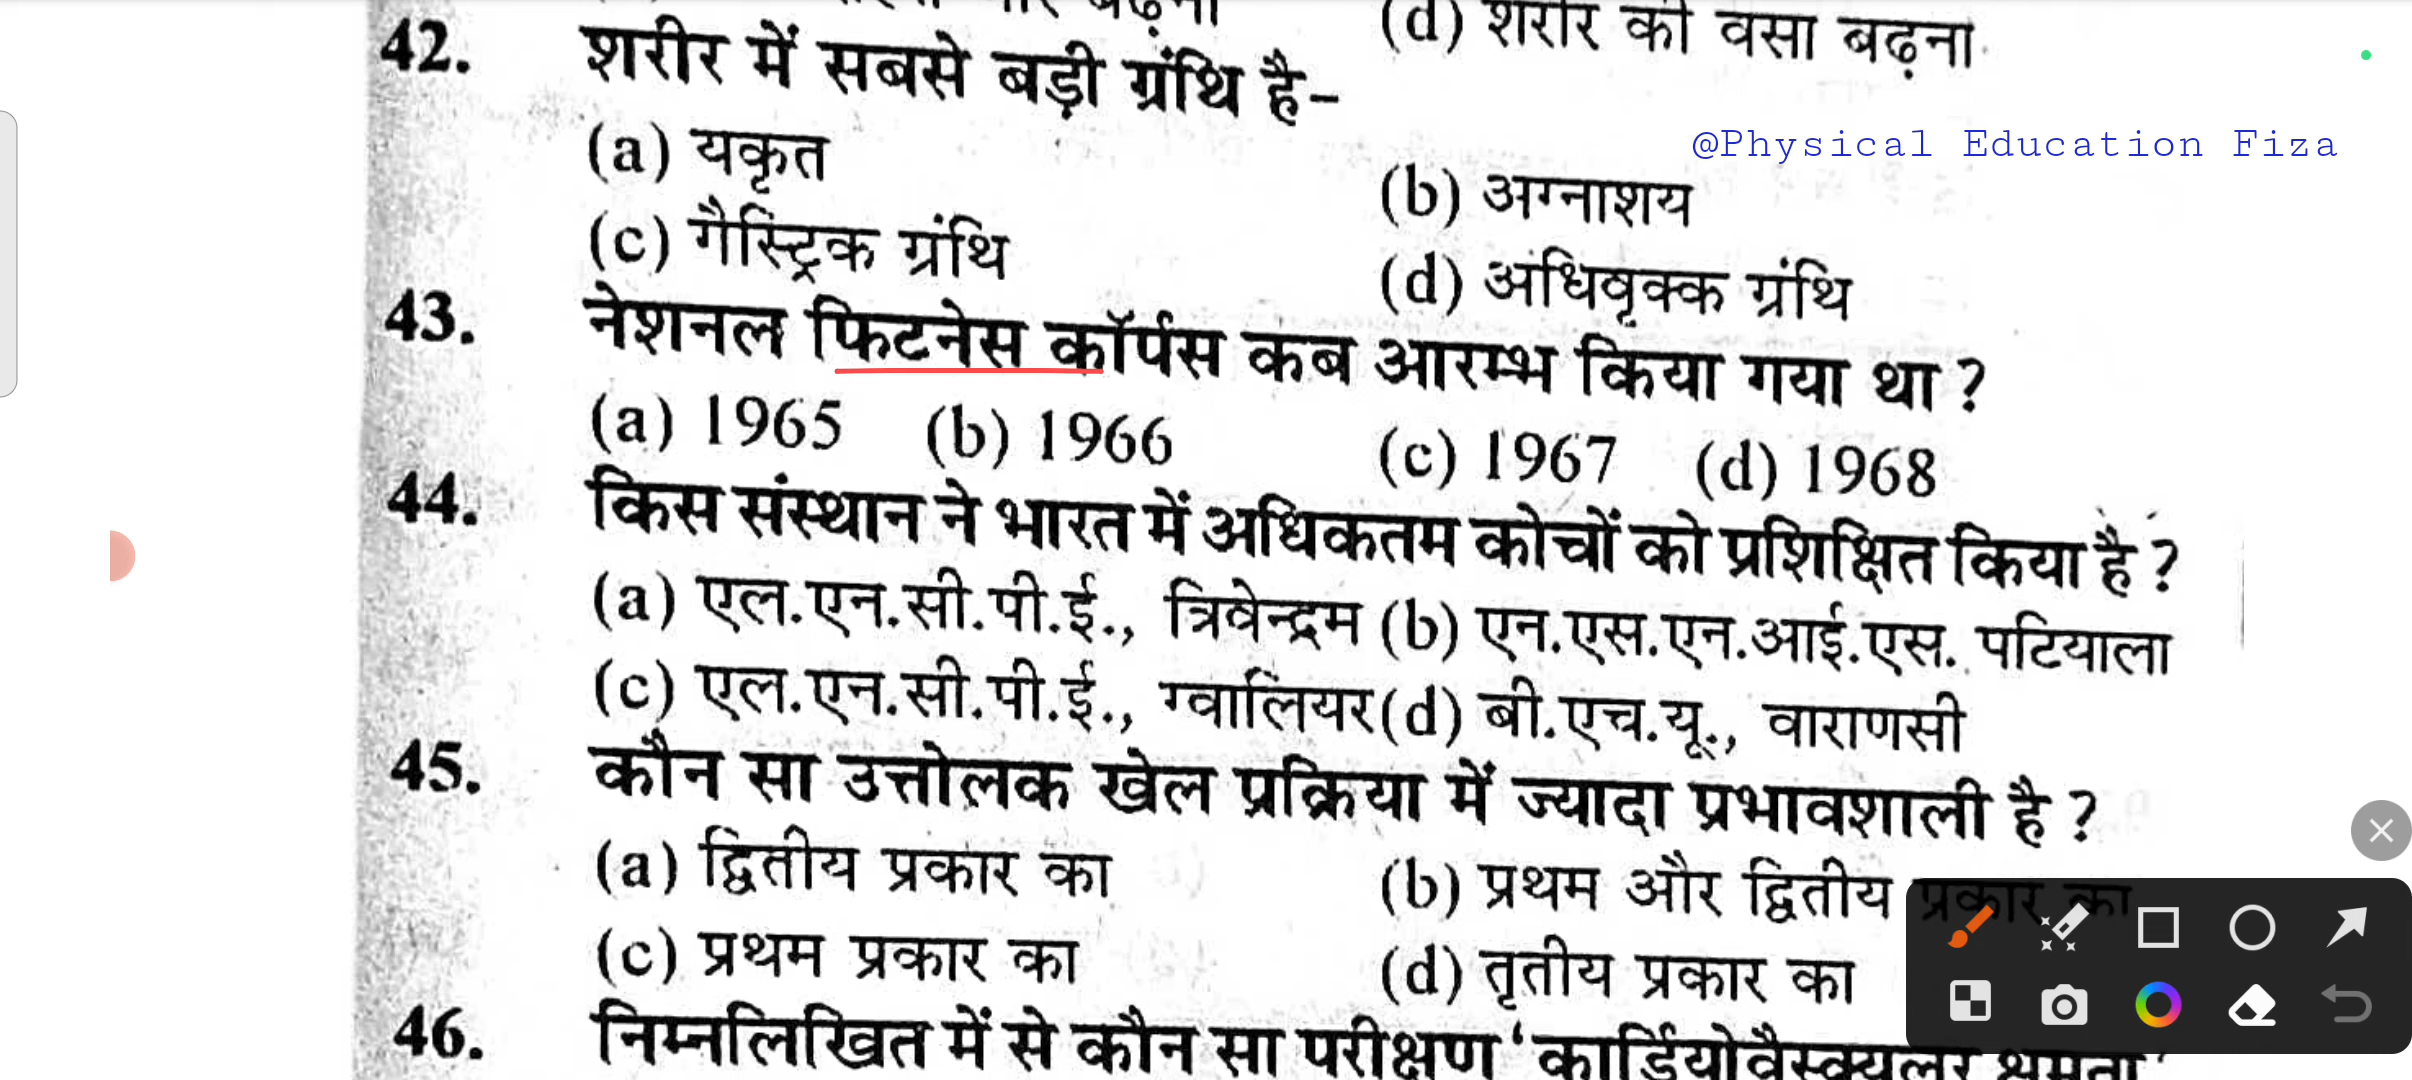 (d) शरीर की वसा बढ़ना
42. शरीर में सबसे बड़ी ग्रंथि है-
@Physical Education Fiza
(a) यकृत
(b) अग्नाशय
(c) गैस्ट्रिक ग्रंथि
(d) अधिवृक्क ग्रंथि
43. नेशनल फिटनेस कॉर्पस कब आरम्भ किया गया था ?
(a) 1965 (b) 1966 (c) 1967 (d) 1968
44. किस संस्थान ने भारत में अधिकतम कोचों को प्रशिक्षित किया है ?
(a) एल.एन.सी.पी.ई., त्रिवेन्द्रम (b) एन.एस.एन.आई.एस. पटियाला
(c) एल.एन.सी.पी.ई., ग्वालियर (d) बी.एच.यू., वाराणसी
45. कौन सा उत्तोलक खेल प्रक्रिया में ज्यादा प्रभावशाली है ?
(a) द्वितीय प्रकार का
(b) प्रथम और द्वितीय प्रकार का
(c) प्रथम प्रकार का
(d) तृतीय प्रकार का
46. निम्नलिखित में से कौन सा परीक्षण ‘कार्डियोवैस्क्यूलर क्षमता’